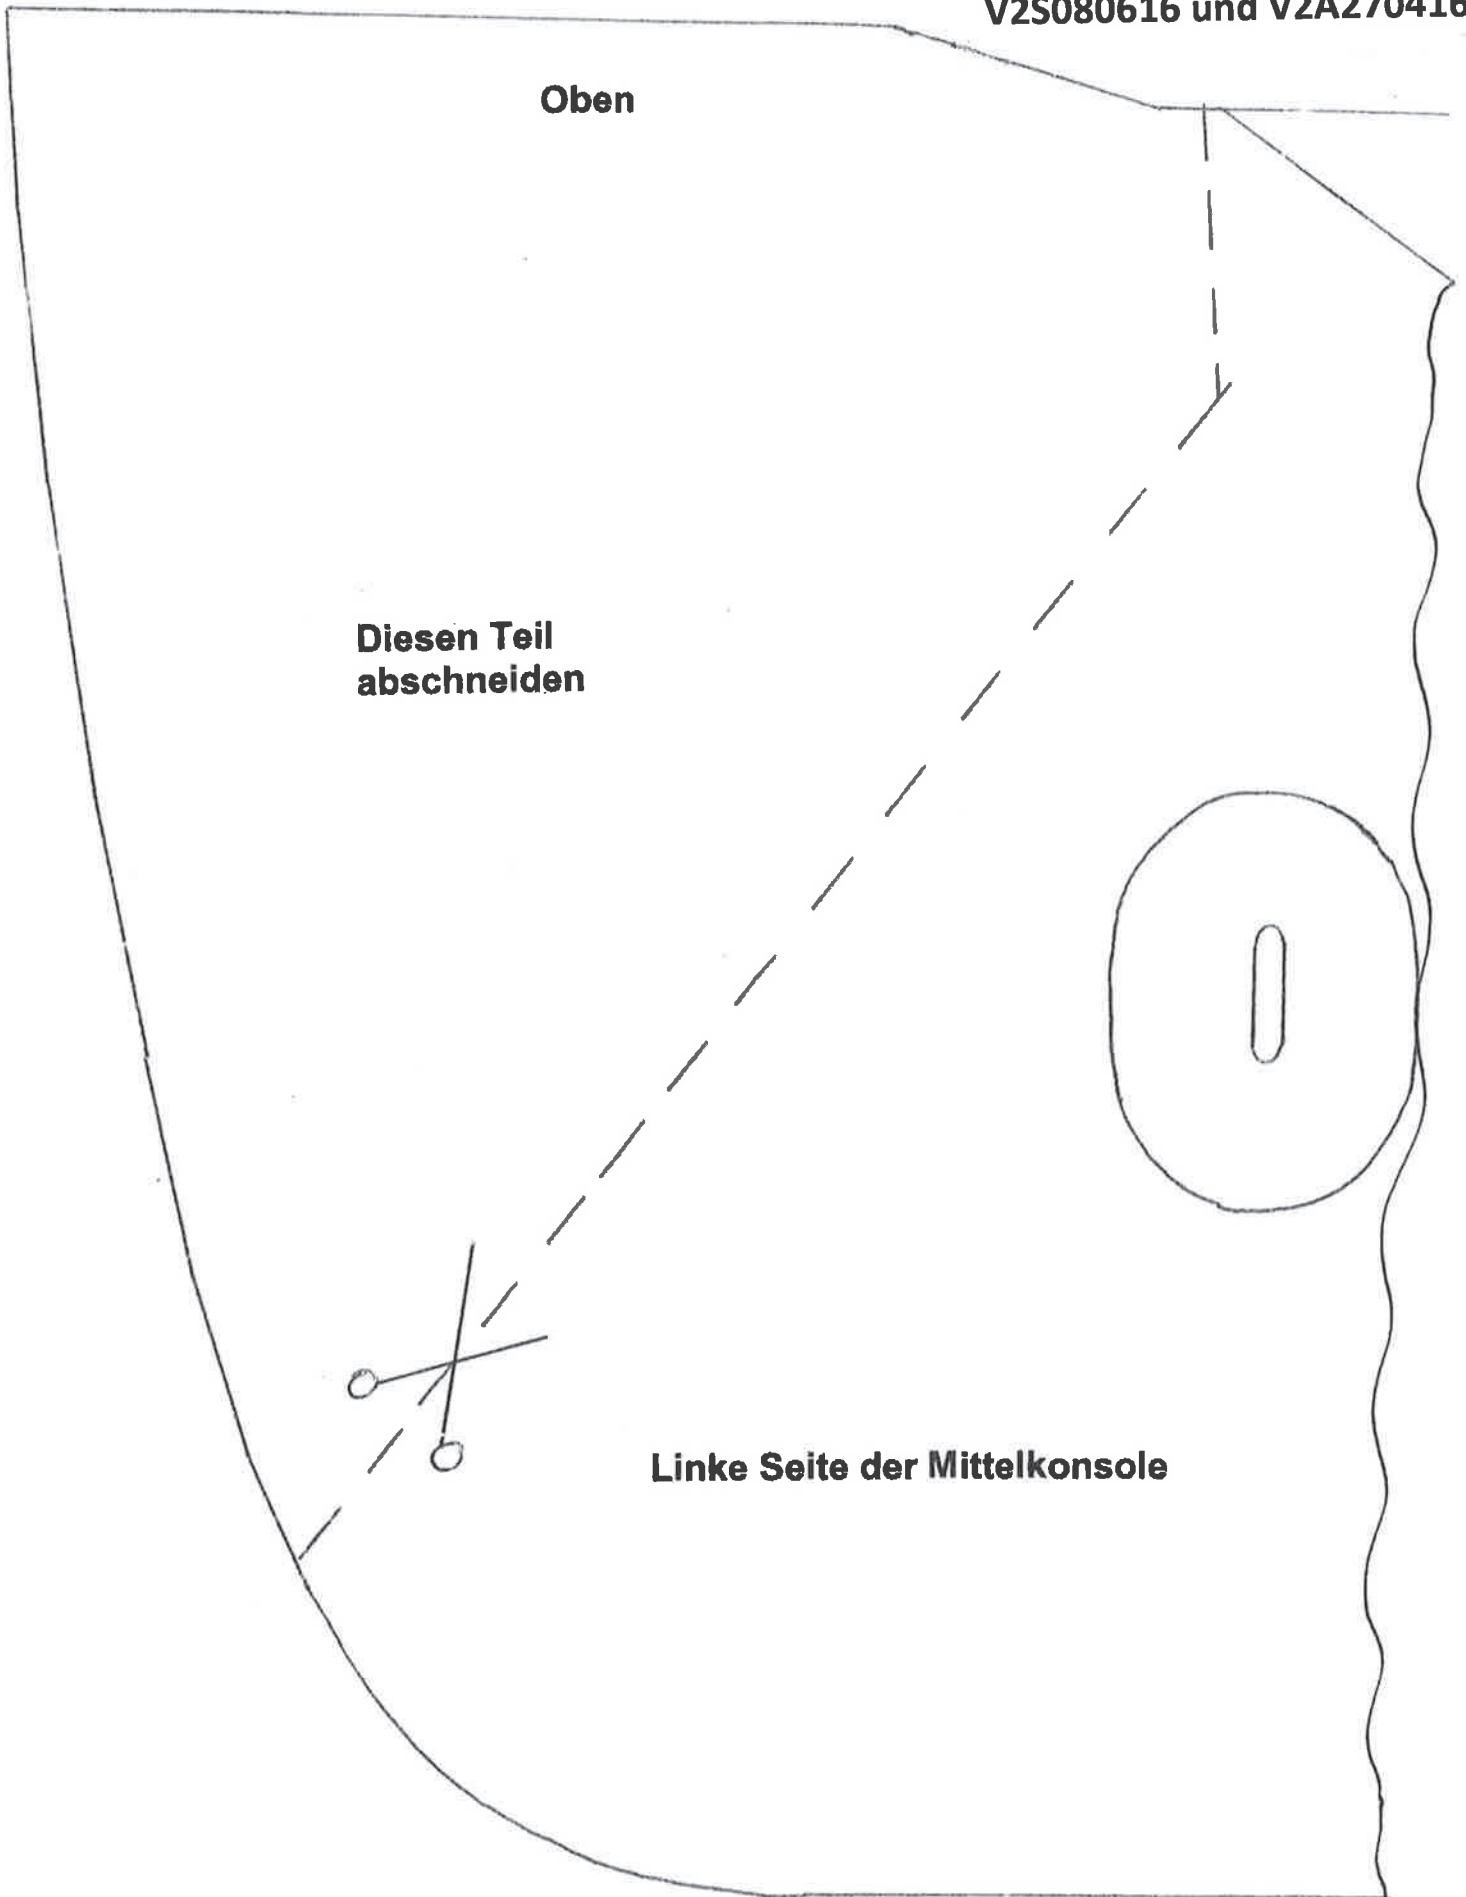 V2S080616 und V2A270416
Oben
Diesen Teil
abschneiden
Linke Seite der Mittelkonsole